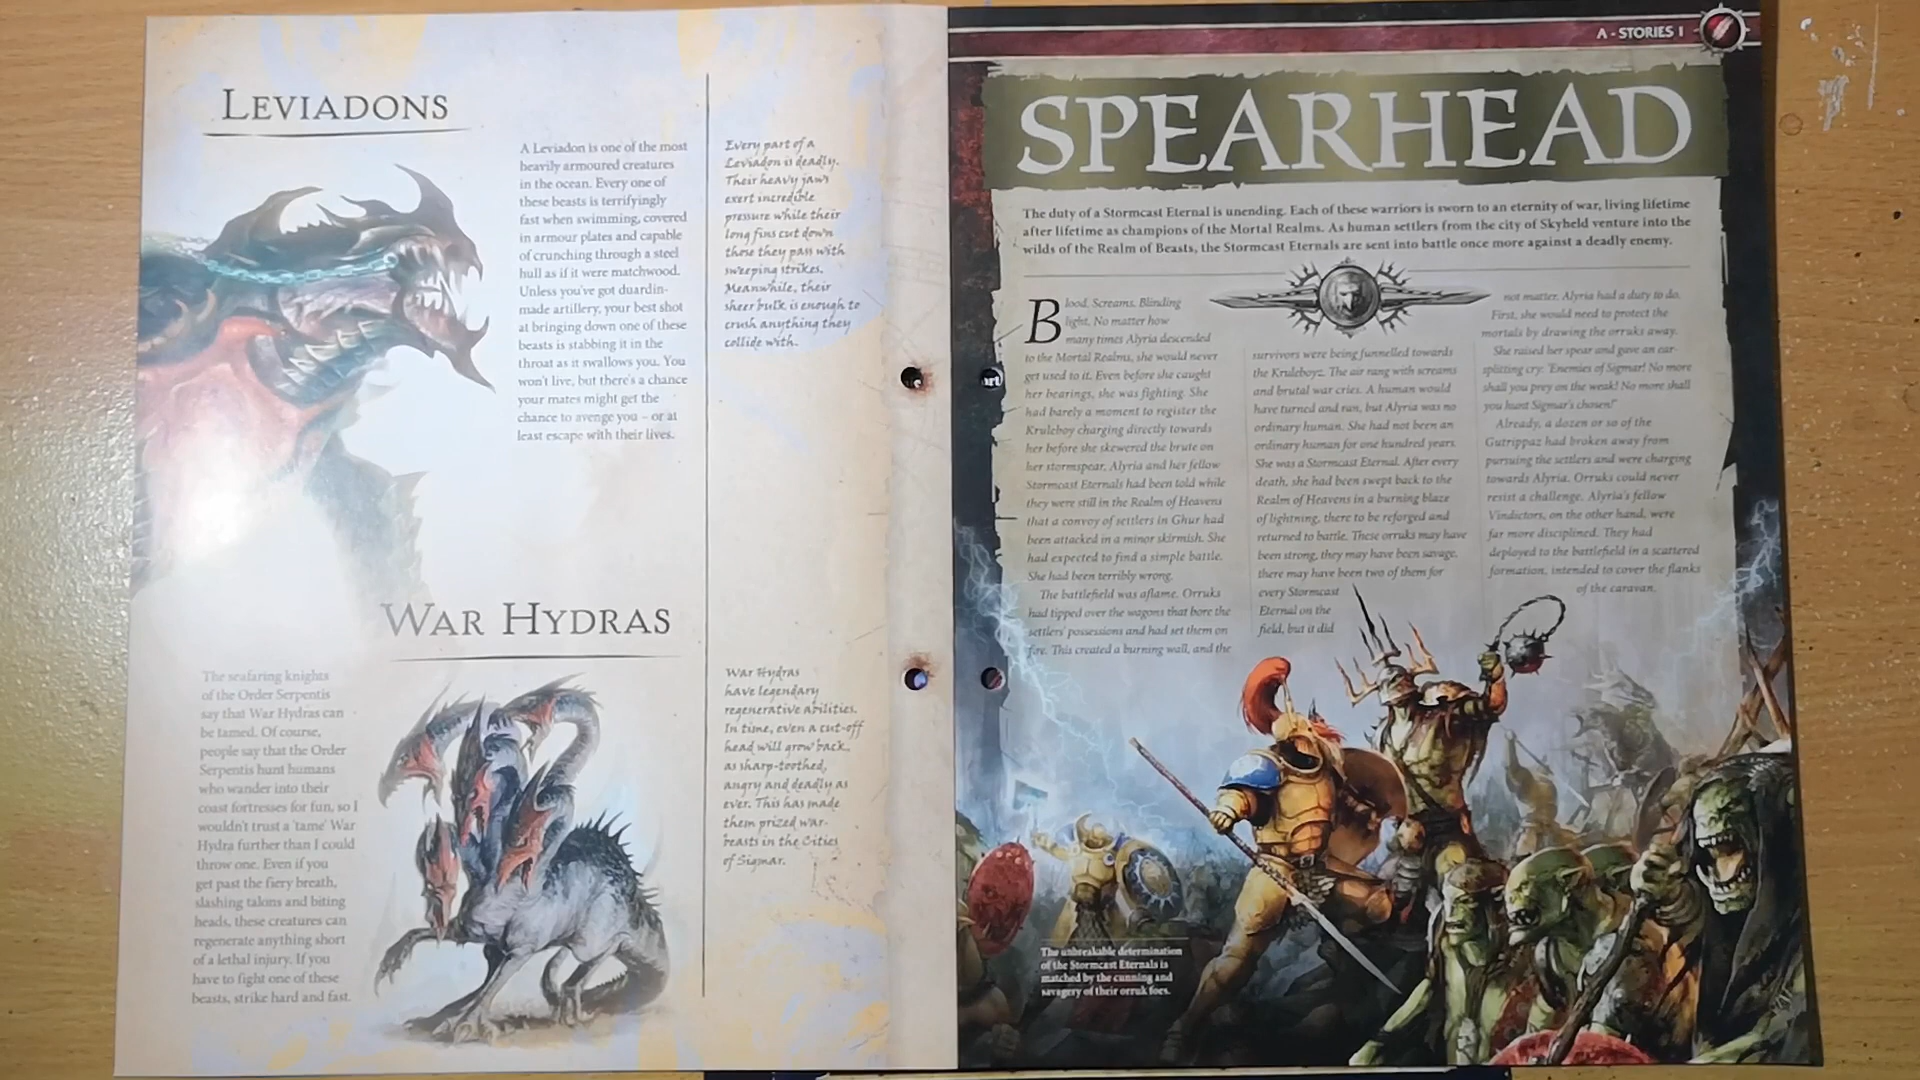 LEVIADONS
A Leviadon is one of the most
heavily armoured creatures
in the ocean. Every one of
these beasts is terrifyingly
fast when swimming, covered
in armour plates and capable
of crunching through a steel
hull as if it were matchwood.
Unless you've got duardin-
made artillery, your best shot
at bringing down one of these
beasts is stabbing it in the
throat as it swallows you. You
won't live, but there's a chance
your mates might get the
chance to avenge you – or at
least escape with their lives.
Every part of a
Leviadon is deadly.
Their heavy jaws
exert incredible
pressure while their
long fins cut down
those they pass with
sweeping strikes.
Meanwhile, their
sheer bulk is enough to
crush anything they
collide with.
WAR HYDRAS
The seafaring knights
of the Order Serpentis
say that War Hydras can
be tamed. Of course,
people say that the Order
Serpentis hunt humans
who wander into their
coast fortresses for fun, so I
wouldn't trust a 'tame' War
Hydra further than I could
throw one. Even if you
get past the fiery breath,
slashing talons and biting
heads, these creatures can
regenerate anything short
of a lethal injury. If you
have to fight one of these
beasts, strike hard and fast.
War Hydras
have legendary
regenerative abilities.
In time, even a cut-off
head will grow back,
as sharp-toothed,
angry and deadly as
ever. This has made
them prized war-
beasts in the Cities
of Sigmar.
A - STORIES 1
SPEARHEAD
The duty of a Stormcast Eternal is unending. Each of these warriors is sworn to an eternity of war, living lifetime
after lifetime as champions of the Mortal Realms. As human settlers from the city of Skyheld venture into the
wilds of the Realm of Beasts, the Stormcast Eternals are sent into battle once more against a deadly enemy.
Blood. Screams. Blinding
light. No matter how
many times Alyria descended
to the Mortal Realms, she would never
get used to it. Even before she caught
her bearings, she was fighting. She
had barely a moment to register the
Kruleboy charging directly towards
her before she skewered the brute on
her stormspear. Alyria and her fellow
Stormcast Eternals had been told while
they were still in the Realm of Heavens
that a convoy of settlers in Ghur had
been attacked in a minor skirmish. She
had expected to find a simple battle.
She had been terribly wrong.
The battlefield was aflame. Orruks
had tipped over the wagons that bore the
settlers' possessions and had set them on
fire. This created a burning wall, and the
survivors were being funnelled towards
the Kruleboyz. The air rang with screams
and brutal war cries. A human would
have turned and run, but Alyria was no
ordinary human. She had not been an
ordinary human for one hundred years.
She was a Stormcast Eternal. After every
death, she had been swept back to the
Realm of Heavens in a burning blaze
of lightning, there to be reforged and
returned to battle. These orruks may have
been strong, they may have been savage,
there may have been two of them for
every Stormcast
Eternal on the
field, but it did
not matter. Alyria had a duty to do.
First, she would need to protect the
mortals by drawing the orruks away.
She raised her spear and gave an ear-
splitting cry. 'Enemies of Sigmar! No more
shall you prey on the weak! No more shall
you hunt Sigmar's chosen!'
Already, a dozen or so of the
Gutrippaz had broken away from
pursuing the settlers and were charging
towards Alyria. Orruks could never
resist a challenge. Alyria's fellow
Vindictors, on the other hand, were
far more disciplined. They had
deployed to the battlefield in a scattered
formation, intended to cover the flanks
of the caravan.
The unbreakable determination
of the Stormcast Eternals is
matched by the cunning and
savagery of their orruk foes.